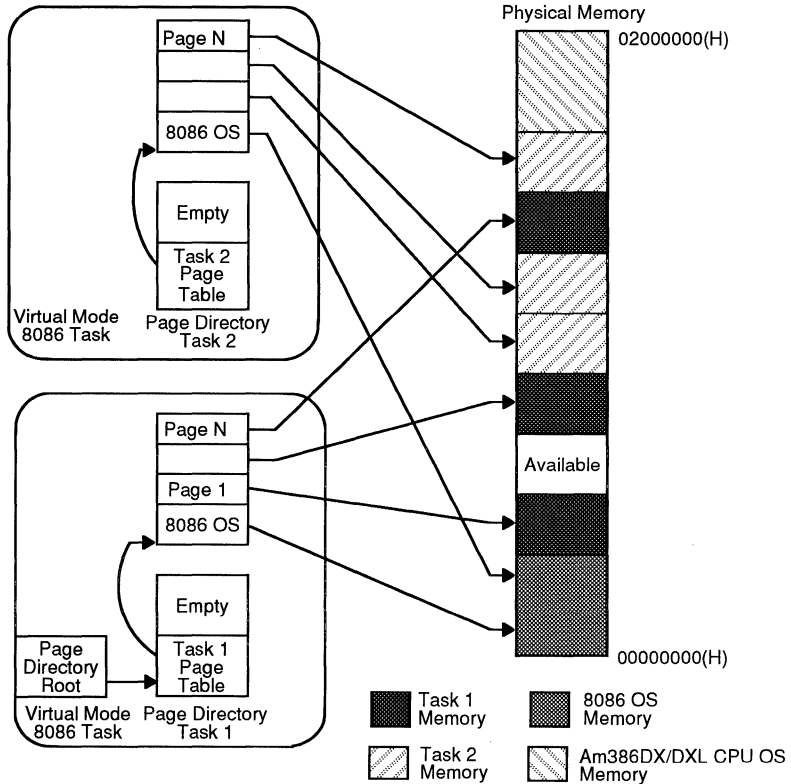 Physical Memory
02000000(H)
Page N
8086 OS
Empty
Task 2
Page
Table
Virtual Mode
8086 Task
Page Directory
Task 2
Page N
Page 1
8086 OS
Empty
Task 1
Page
Table
Page
Directory
Root
Virtual Mode
8086 Task
Page Directory
Task 1
Available
00000000(H)
Task 1
Memory
8086 OS
Memory
Task 2
Memory
Am386DX/DXL CPU OS
Memory